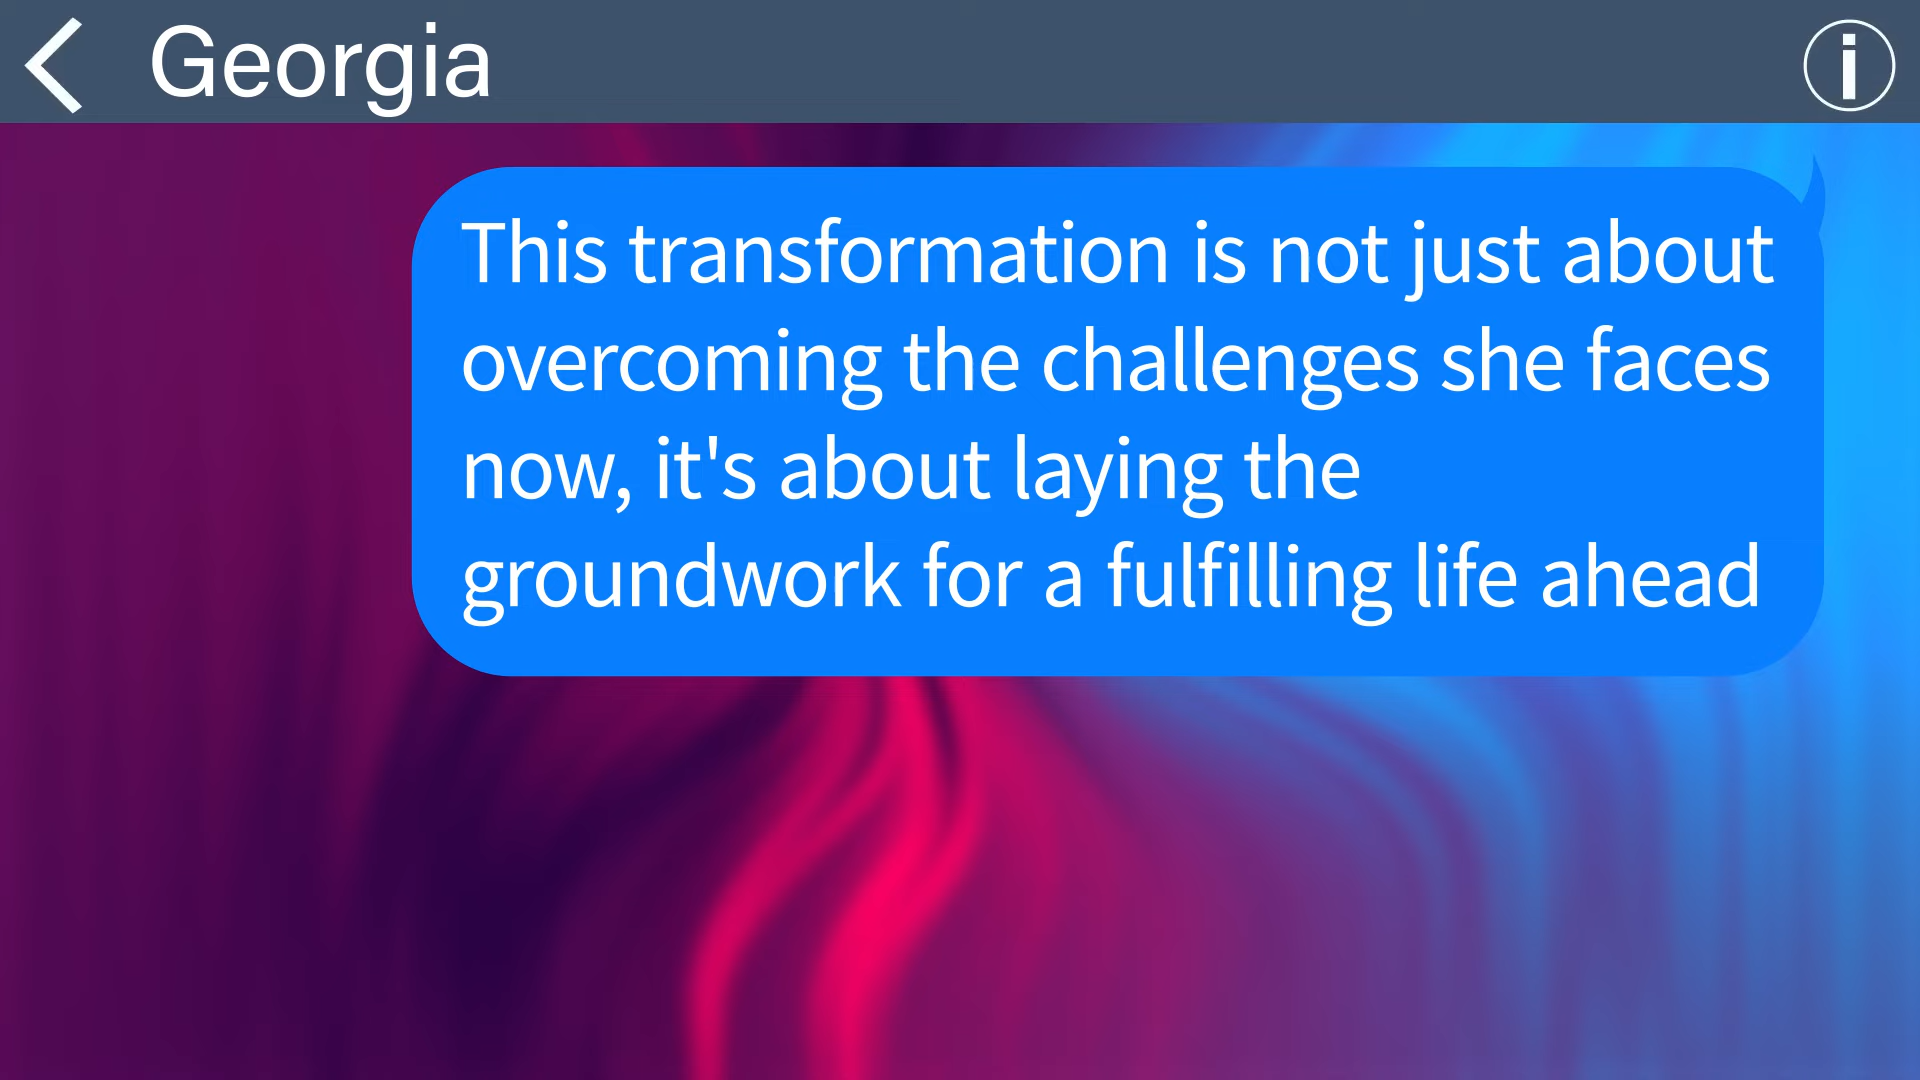 Georgia
This transformation is not just about
overcoming the challenges she faces
now, it's about laying the
groundwork for a fulfilling life ahead